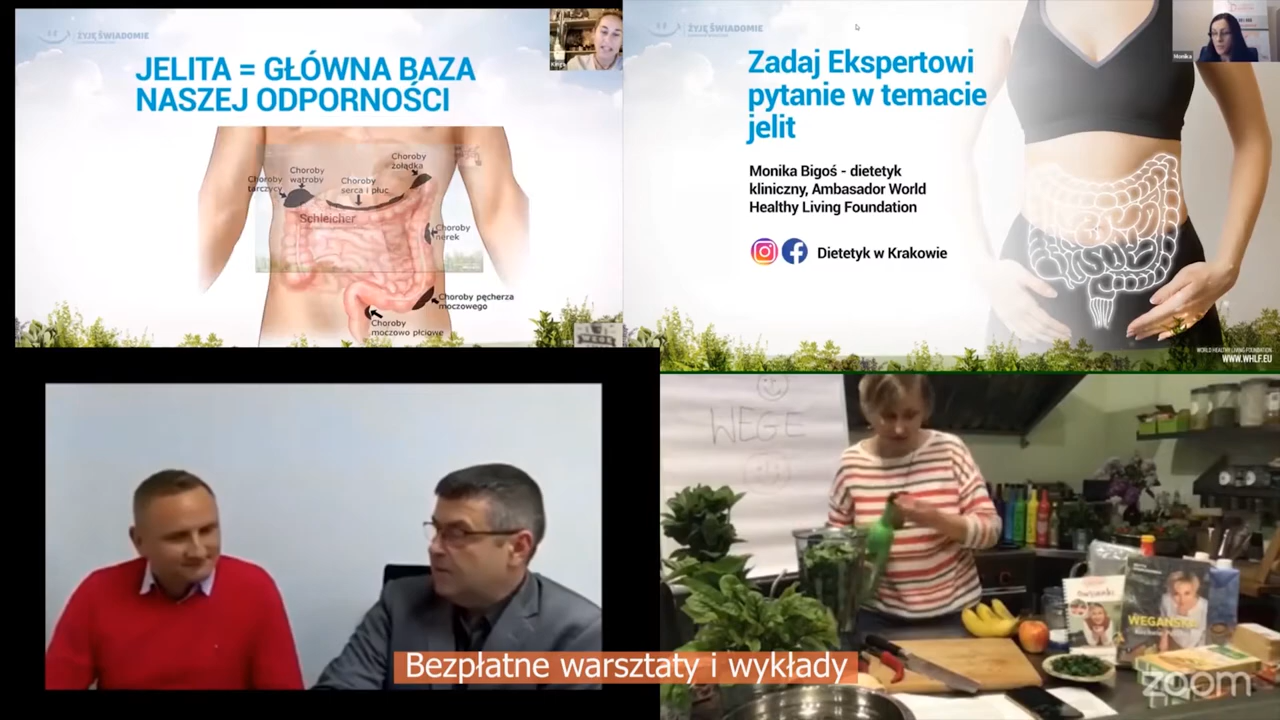 ŻYJĘ ŚWIADOMIE
JELITA = GŁÓWNA BAZA
NASZEJ ODPORNOŚCI
Choroby
tarczycy
Choroby
wątroby
Choroby
serca i płuc
Choroby
żołądka
Schleicher
Choroby
nerek
Choroby pęcherza
moczowego
Choroby
moczowo płciowe
ŻYJĘ ŚWIADOMIE
Monika
Zadaj Ekspertowi
pytanie w temacie
jelit
Monika Bigoś - dietetyk
kliniczny, Ambasador World
Healthy Living Foundation
Dietetyk w Krakowie
WORLD HEALTHY LIVING FOUNDATION
WWW.WHLF.EU
WEGE
Bezpłatne warsztaty i wykłady
zoom